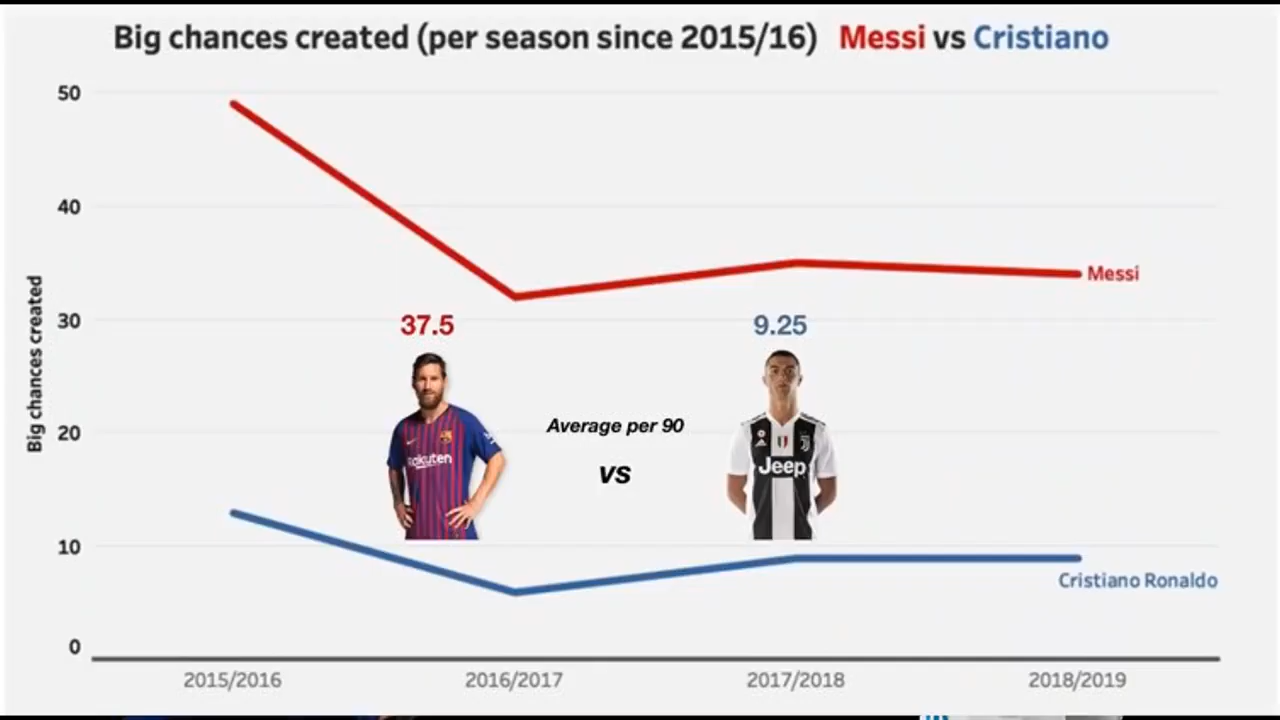 Big chances created (per season since 2015/16) Messi vs Cristiano
50
40
30
20
10
0
Big chances created
Messi
37.5
9.25
Average per 90
VS
Rakuten
Jeep
Cristiano Ronaldo
2015/2016
2016/2017
2017/2018
2018/2019